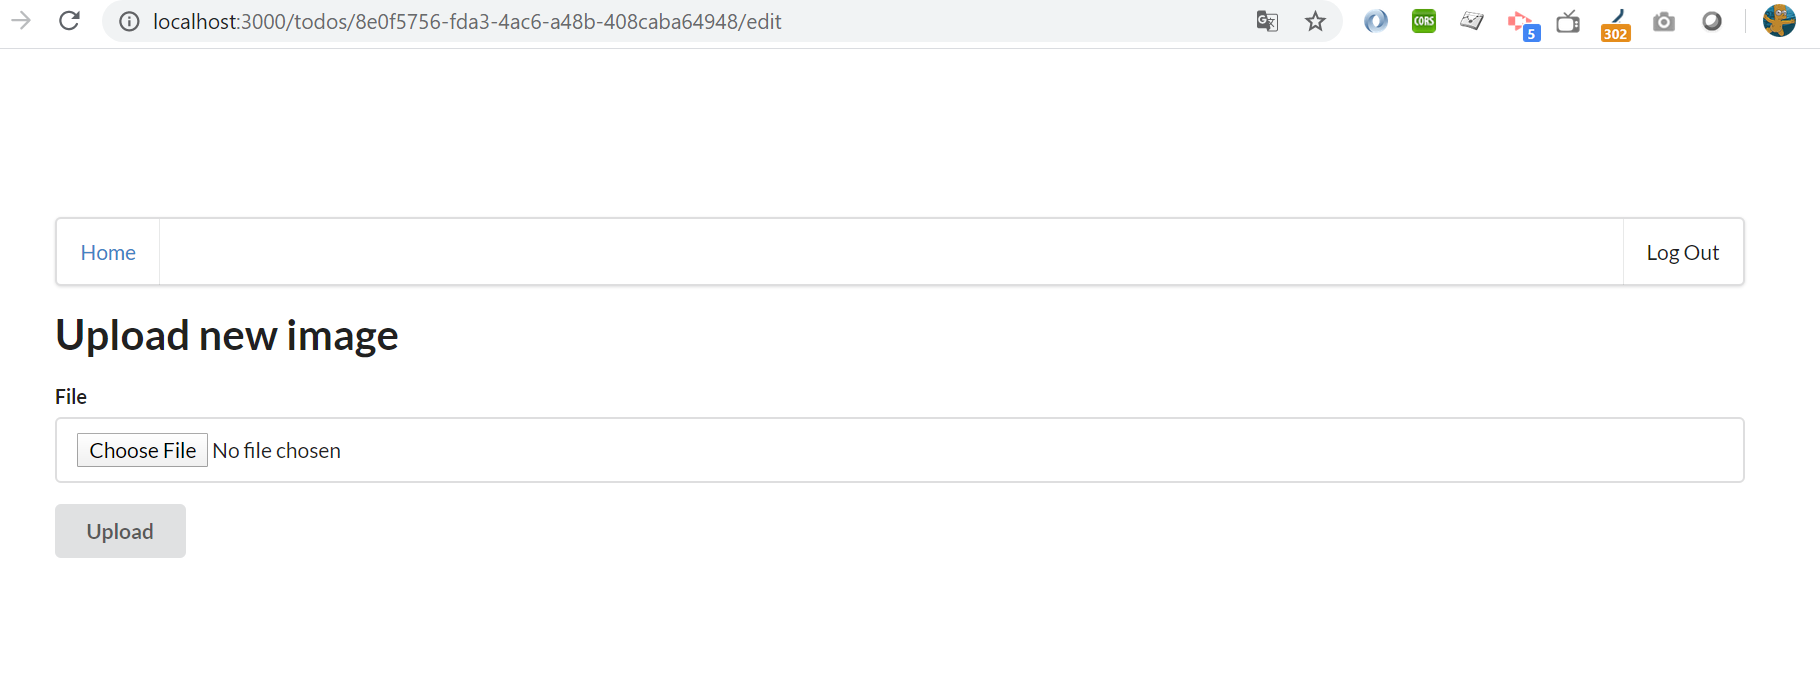 localhost:3000/todos/8e0f5756-fda3-4ac6-a48b-408caba64948/edit
CORS
5
302
Home
Log Out
Upload new image
File
Choose File No file chosen
Upload